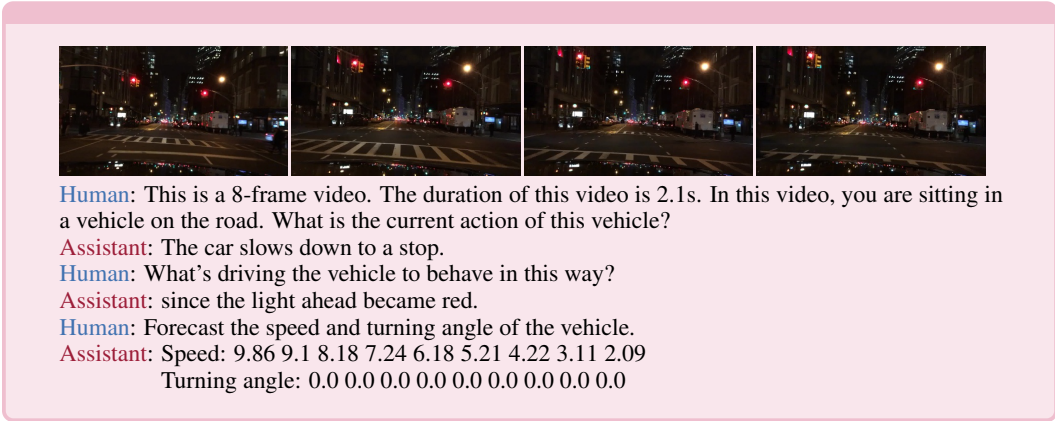 Human: This is a 8-frame video. The duration of this video is 2.1s. In this video, you are sitting in
a vehicle on the road. What is the current action of this vehicle?
Assistant: The car slows down to a stop.
Human: What's driving the vehicle to behave in this way?
Assistant: since the light ahead became red.
Human: Forecast the speed and turning angle of the vehicle.
Assistant: Speed: 9.86 9.1 8.18 7.24 6.18 5.21 4.22 3.11 2.09
Turning angle: 0.0 0.0 0.0 0.0 0.0 0.0 0.0 0.0 0.0